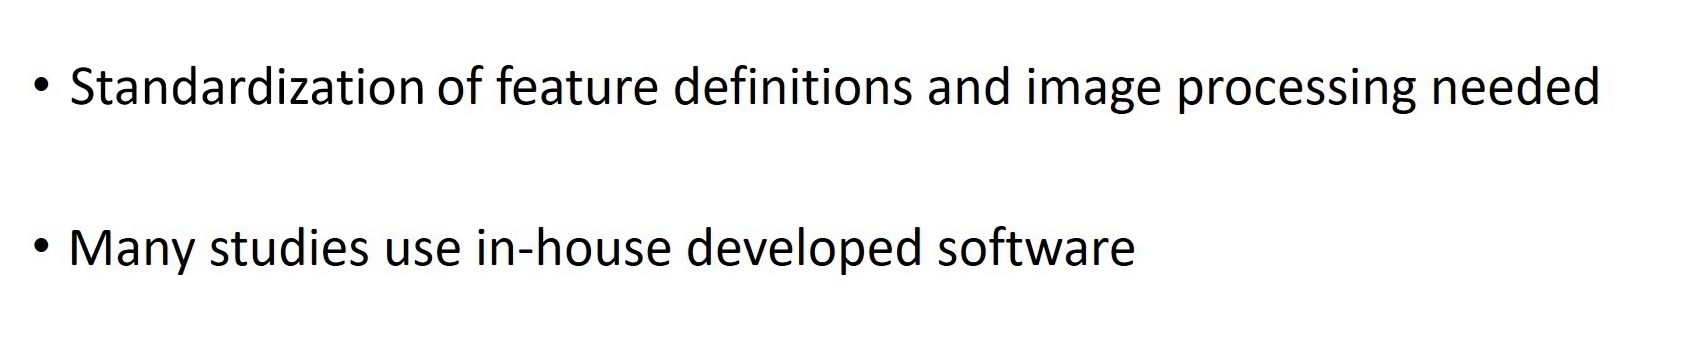 • Standardization of feature definitions and image processing needed
• Many studies use in-house developed software